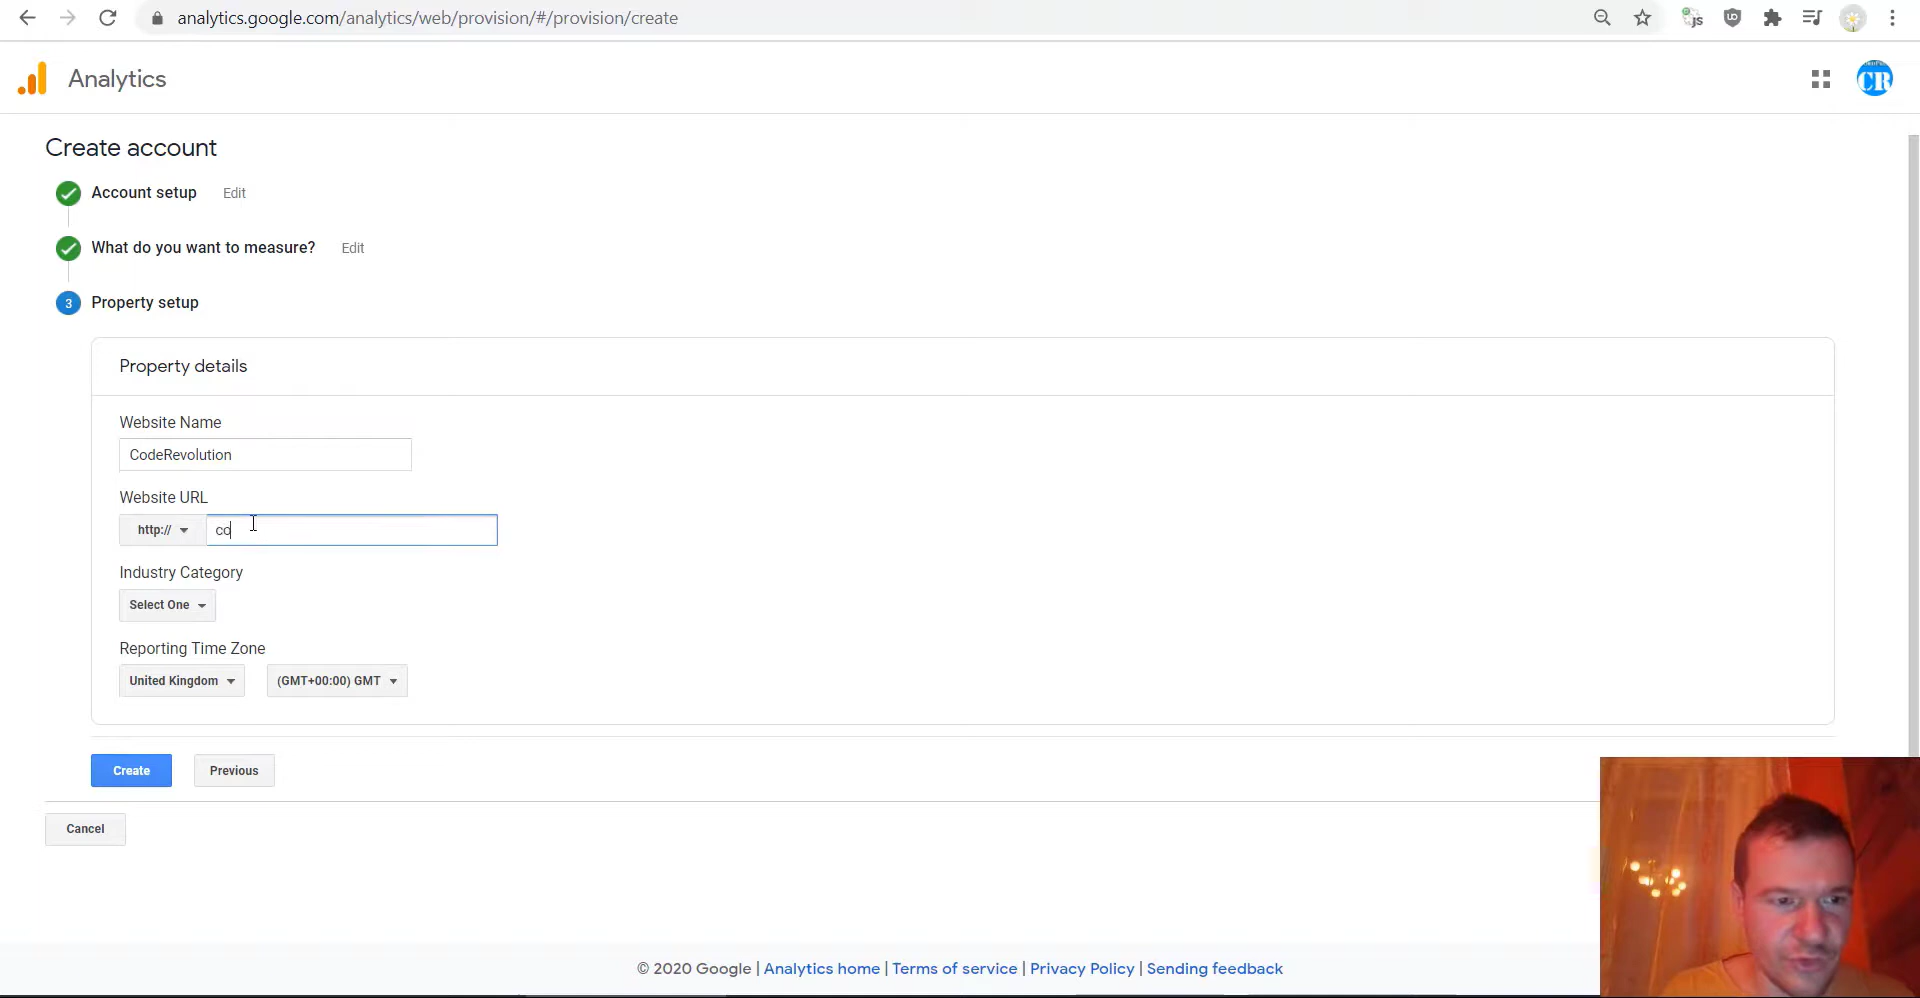 analytics.google.com/analytics/web/provision/#/provision/create
Analytics
CR
Create account
Account setup Edit
What do you want to measure? Edit
3 Property setup
Property details
Website Name
CodeRevolution
Website URL
http:// co
Industry Category
Select One
Reporting Time Zone
United Kingdom (GMT+00:00) GMT
Create Previous
Cancel
© 2020 Google | Analytics home | Terms of service | Privacy Policy | Sending feedback